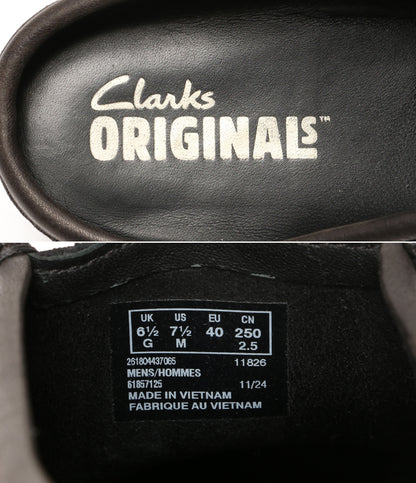 Clarks
ORIGINALS™
UK US EU CN
6½ 7½ 40 250
G M 2.5
261804437065 11826
MENS/HOMMES
61857125 11/24
MADE IN VIETNAM
FABRIQUE AU VIETNAM